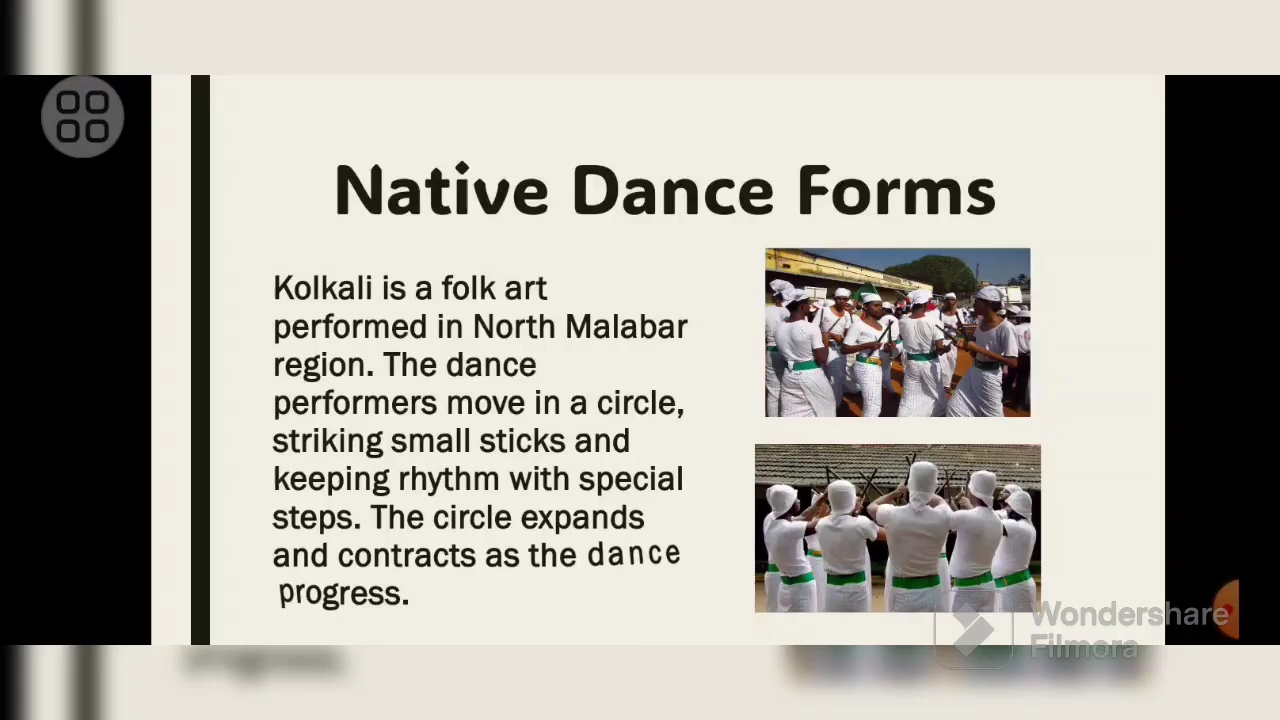 Native Dance Forms
Kolkali is a folk art
performed in North Malabar
region. The dance
performers move in a circle,
striking small sticks and
keeping rhythm with special
steps. The circle expands
and contracts as the dance
progress.
Wondershare
Filmora